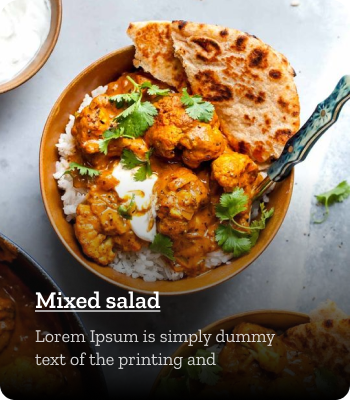 Mixed salad
Lorem Ipsum is simply dummy
text of the printing and